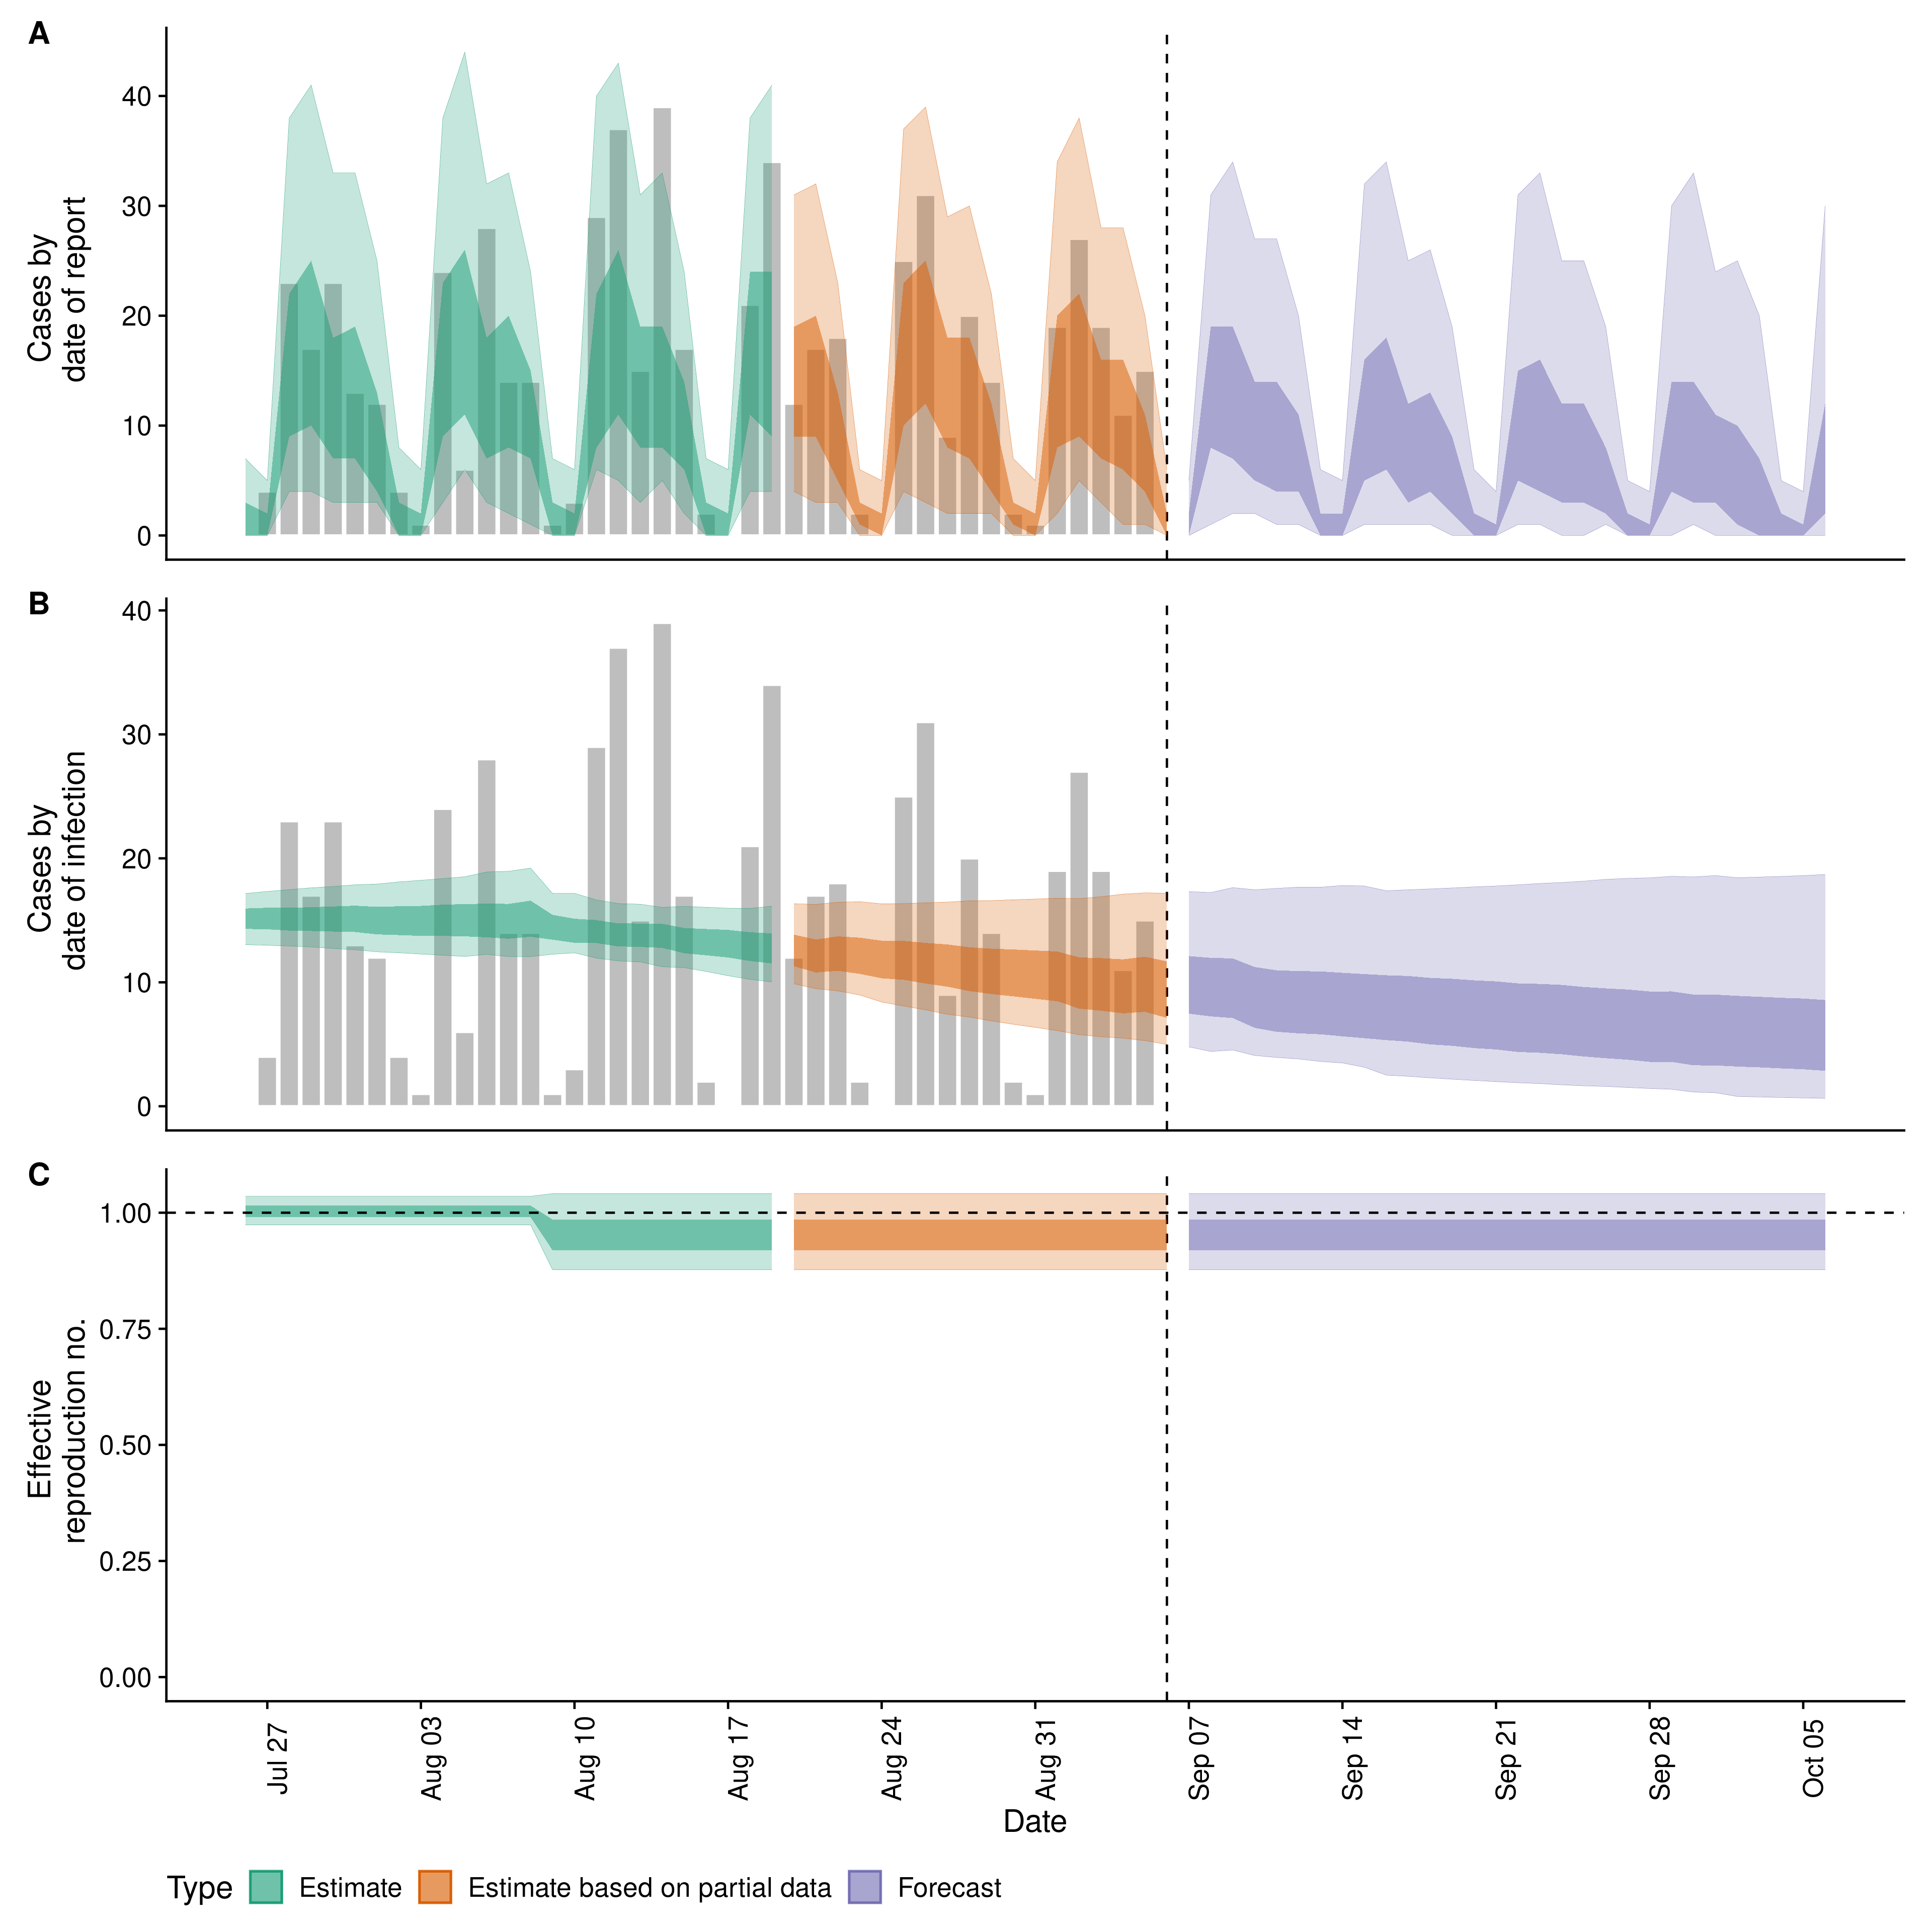 A
Cases by
date of report
40
30
20
10
0
B
Cases by
date of infection
40
30
20
10
0
C
Effective
reproduction no.
1.00
0.75
0.50
0.25
0.00
Jul 27
Aug 03
Aug 10
Aug 17
Aug 24
Aug 31
Sep 07
Sep 14
Sep 21
Sep 28
Oct 05
Date
Type Estimate Estimate based on partial data Forecast